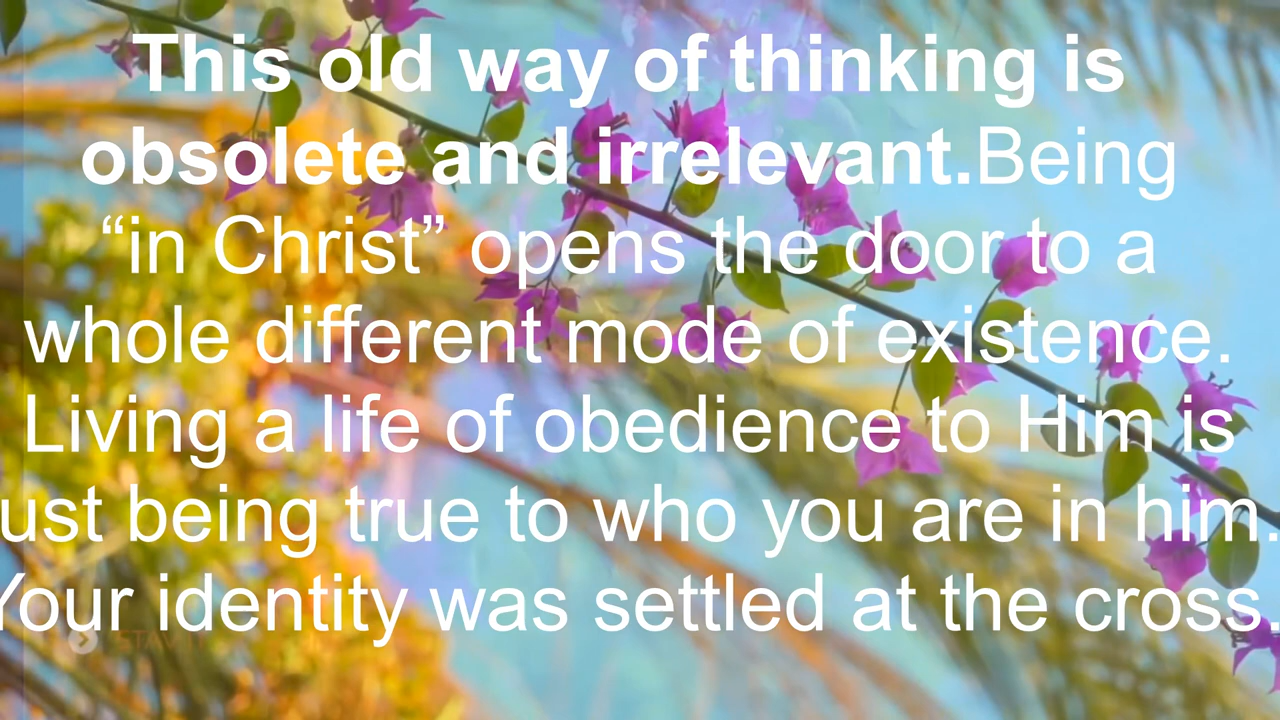 This old way of thinking is
obsolete and irrelevant.Being
“in Christ” opens the door to a
whole different mode of existence.
Living a life of obedience to Him is
ust being true to who you are in him.
Your identity was settled at the cross.